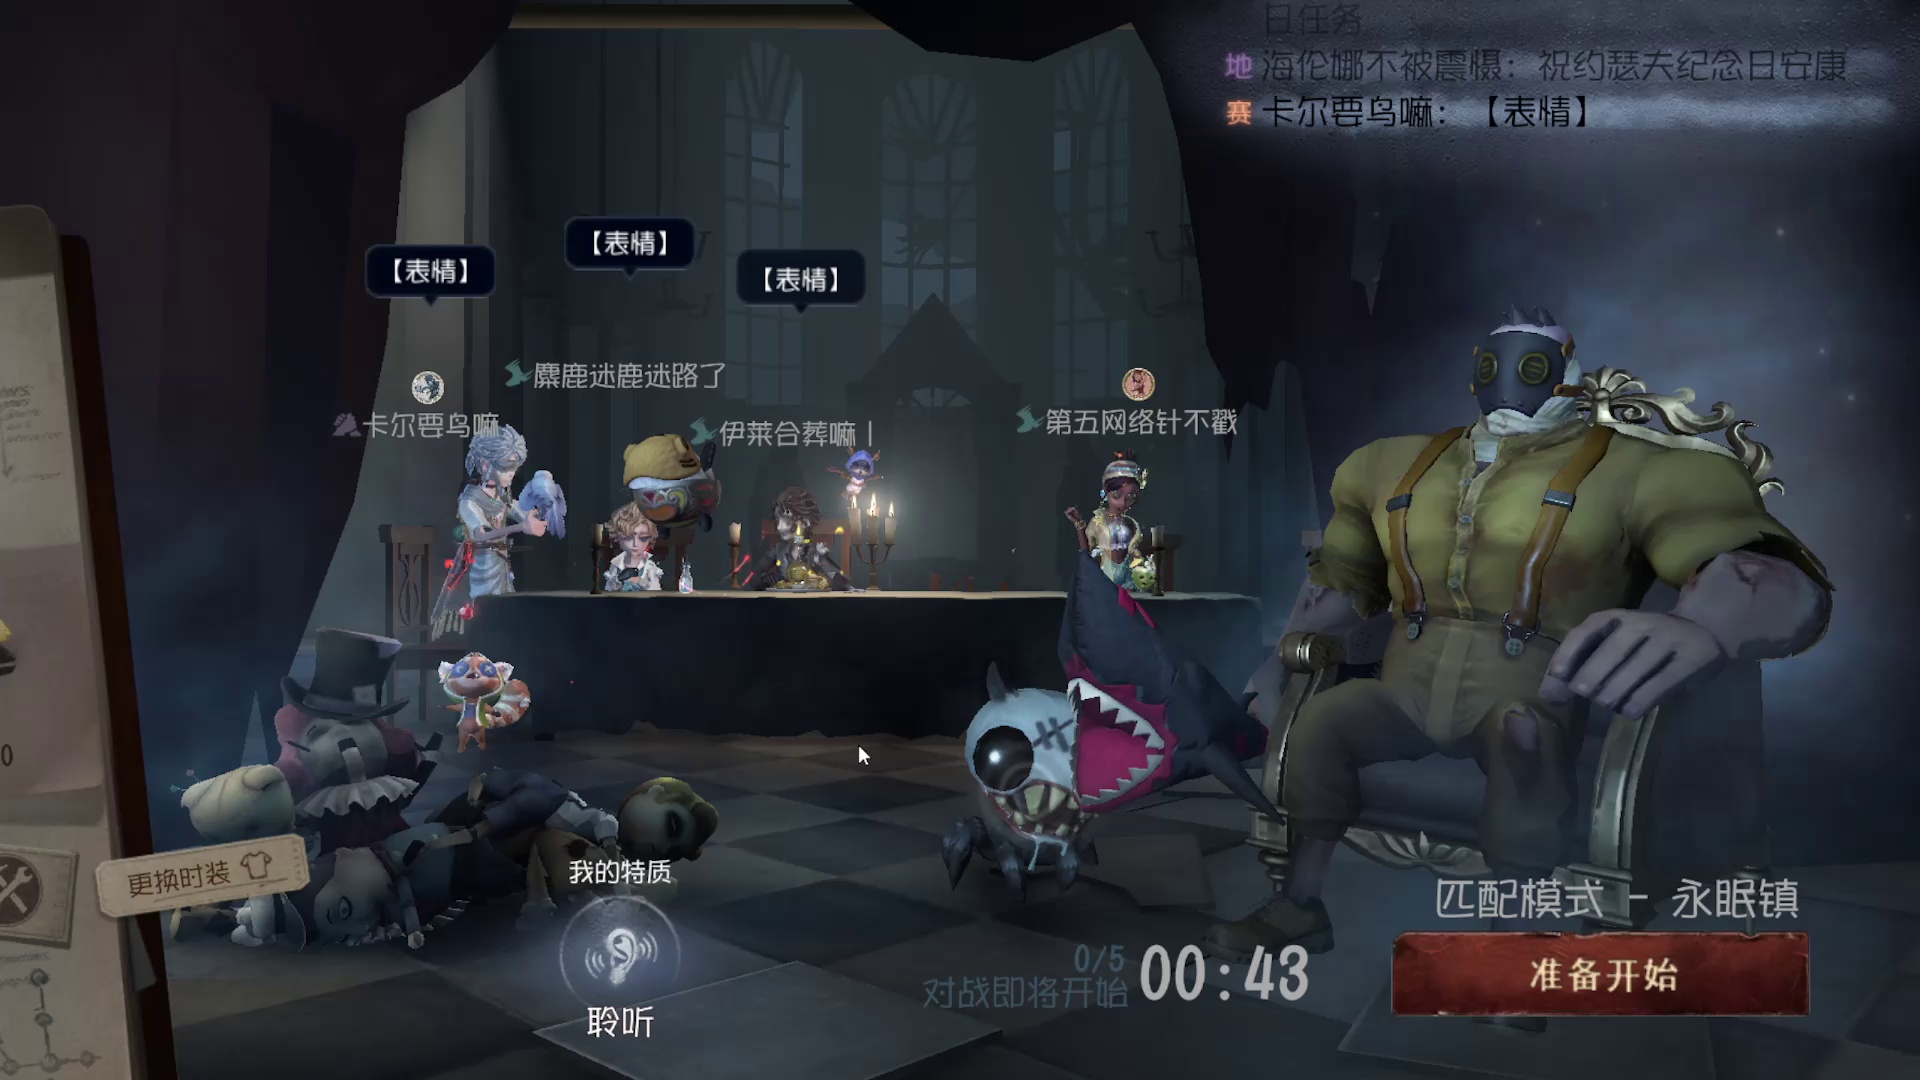 日任务
地 海伦娜不被震慑：祝约瑟夫纪念日安康
赛 卡尔要鸟嘛：【表情】
【表情】
【表情】
【表情】
麋鹿迷鹿迷路了
卡尔要鸟嘛
伊莱合葬嘛丨
第五网络针不戳
0
更换时装
我的特质
聆听
0/5
对战即将开始
00:43
匹配模式 - 永眠镇
准备开始